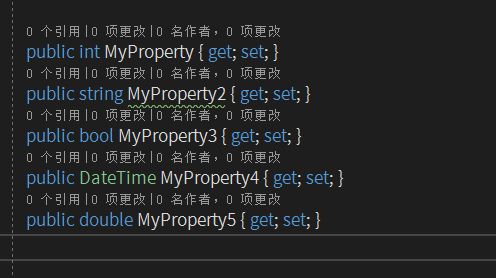 0 个引用|0 项更改|0 名作者，0 项更改
public int MyProperty { get; set; }
0 个引用|0 项更改|0 名作者，0 项更改
public string MyProperty2 { get; set; }
0 个引用|0 项更改|0 名作者，0 项更改
public bool MyProperty3 { get; set; }
0 个引用|0 项更改|0 名作者，0 项更改
public DateTime MyProperty4 { get; set; }
0 个引用|0 项更改|0 名作者，0 项更改
public double MyProperty5 { get; set; }